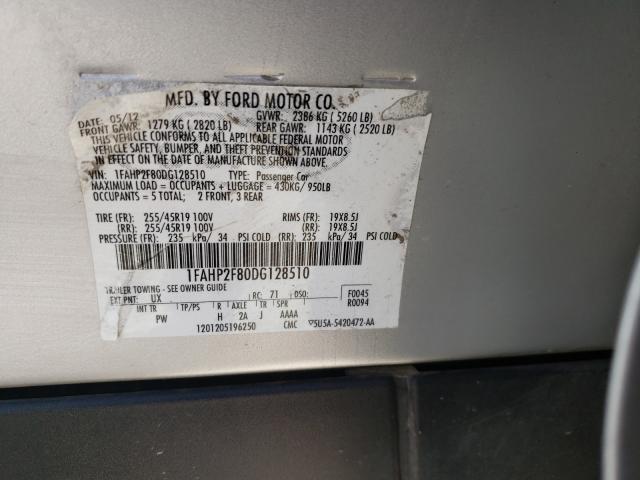 MFD. BY FORD MOTOR CO.
DATE: 05/12 GVWR: 2386 KG ( 5260 LB)
FRONT GAWR: 1279 KG ( 2820 LB) REAR GAWR: 1143 KG ( 2520 LB)
THIS VEHICLE CONFORMS TO ALL APPLICABLE FEDERAL MOTOR
VEHICLE SAFETY, BUMPER, AND THEFT PREVENTION STANDARDS
IN EFFECT ON THE DATE OF MANUFACTURE SHOWN ABOVE.
VIN: 1FAHP2F80DG128510 TYPE: Passenger Car
MAXIMUM LOAD = OCCUPANTS + LUGGAGE = 430KG/ 950LB
OCCUPANTS = 5 TOTAL: 2 FRONT, 3 REAR
TIRE (FR): 255/45R19 100V RIMS (FR): 19X8.5J
(RR): 255/45R19 100V (RR): 19X8.5J
PRESSURE (FR): 235 kPa/ 34 PSI COLD (RR): 235 kPa/ 34 PSI COLD
1FAHP2F80DG128510
TRAILER TOWING - SEE OWNER GUIDE
EXT PNT: UX RC: 71 DSO: F0045
R0094
INT TR TP/PS R AXLE TR SPR
PW H 2A J AAAA
1201205196250 CMC 5U5A-5420472-AA